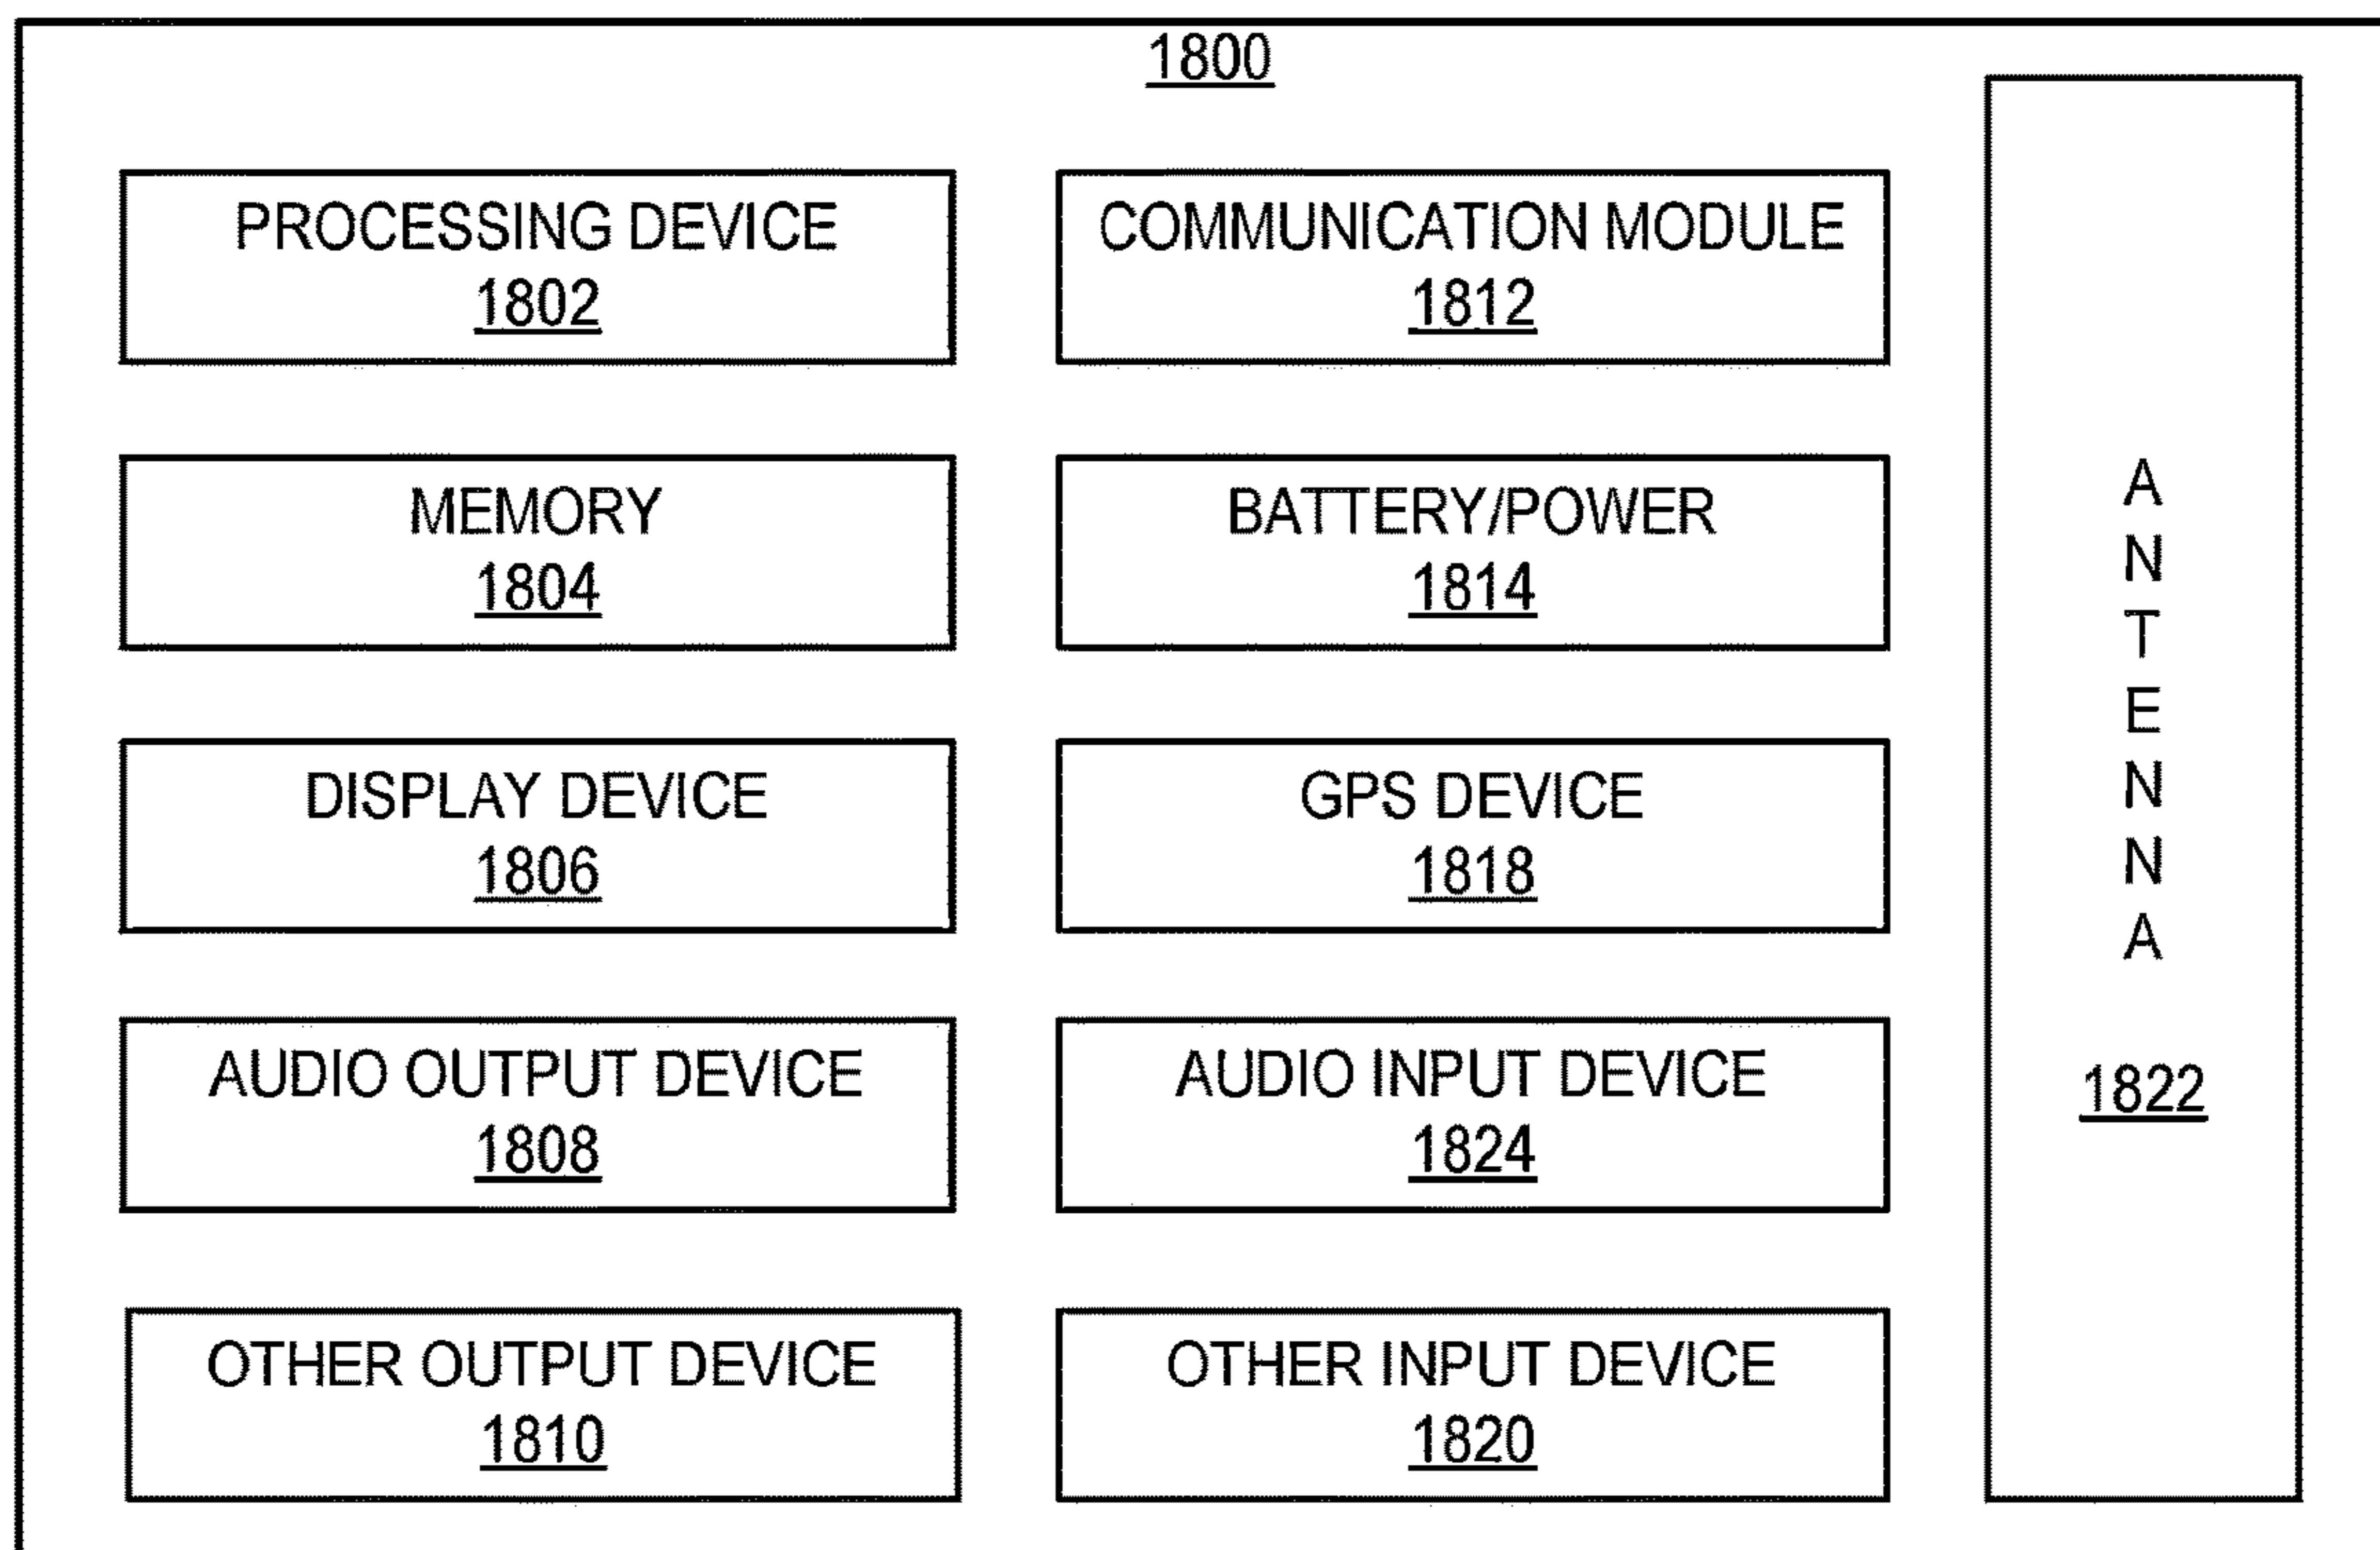 1800
PROCESSING DEVICE
1802
COMMUNICATION MODULE
1812
MEMORY
1804
BATTERY/POWER
1814
DISPLAY DEVICE
1806
GPS DEVICE
1818
AUDIO OUTPUT DEVICE
1808
AUDIO INPUT DEVICE
1824
OTHER OUTPUT DEVICE
1810
OTHER INPUT DEVICE
1820
ANTENNA
1822